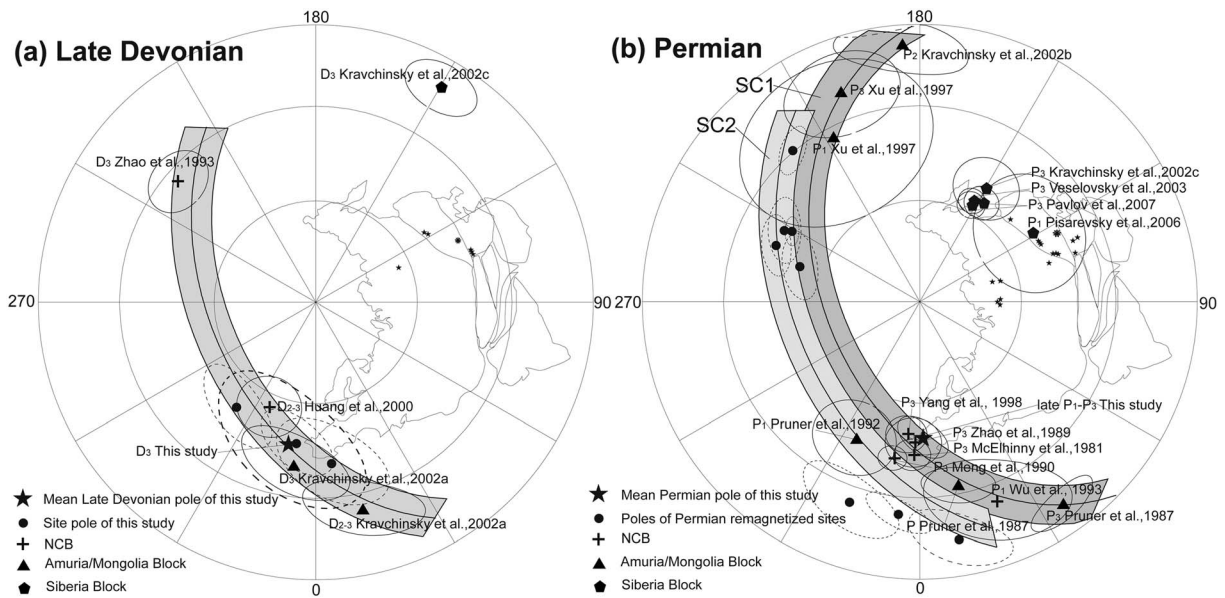 (a) Late Devonian
180
D3 Kravchinsky et al.,2002c
D3 Zhao et al.,1993
270
90
D2-3 Huang et al.,2000
D3 This study
D3 Kravchinsky et al.,2002a
D2-3 Kravchinsky et al.,2002a
0
Mean Late Devonian pole of this study
Site pole of this study
NCB
Amuria/Mongolia Block
Siberia Block
(b) Permian
180
P2 Kravchinsky et al.,2002b
SC1
P3 Xu et al.,1997
SC2
P1 Xu et al.,1997
P3 Kravchinsky et al.,2002c
P3 Veselovsky et al.,2003
P3 Pavlov et al.,2007
P1 Pisarevsky et al.,2006
270
90
P3 Yang et al., 1998
late P1-P3 This study
P1 Pruner et al.,1992
P3 Zhao et al.,1989
P3 McElhinny et al.,1981
P3 Meng et al.,1990
P1 Wu et al., 1993
P3 Pruner et al.,1987
P Pruner et al.,1987
0
Mean Permian pole of this study
Poles of Permian remagnetized sites
NCB
Amuria/Mongolia Block
Siberia Block